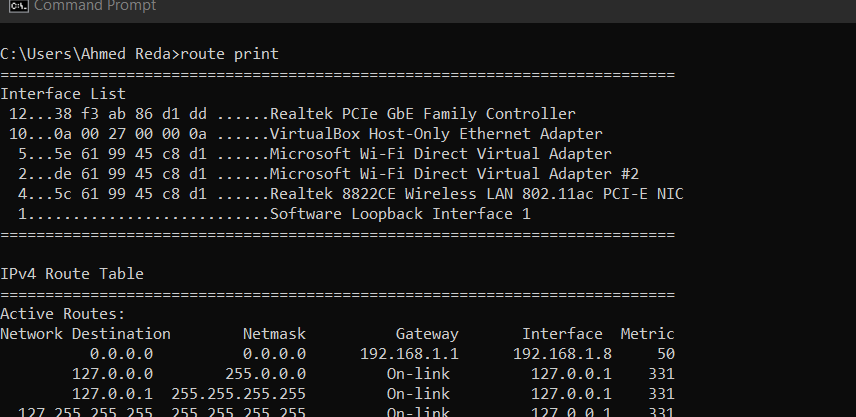 Command Prompt
C:\Users\Ahmed Reda>route print
===========================================================================
Interface List
 12...38 f3 ab 86 d1 dd ......Realtek PCIe GbE Family Controller
 10...0a 00 27 00 00 0a ......VirtualBox Host-Only Ethernet Adapter
  5...5e 61 99 45 c8 d1 ......Microsoft Wi-Fi Direct Virtual Adapter
  2...de 61 99 45 c8 d1 ......Microsoft Wi-Fi Direct Virtual Adapter #2
  4...5c 61 99 45 c8 d1 ......Realtek 8822CE Wireless LAN 802.11ac PCI-E NIC
  1...........................Software Loopback Interface 1
===========================================================================
IPv4 Route Table
===========================================================================
Active Routes:
Network Destination        Netmask          Gateway       Interface  Metric
          0.0.0.0          0.0.0.0      192.168.1.1      192.168.1.8     50
        127.0.0.0        255.0.0.0         On-link         127.0.0.1    331
        127.0.0.1  255.255.255.255         On-link         127.0.0.1    331
  127.255.255.255  255.255.255.255         On-link         127.0.0.1    331